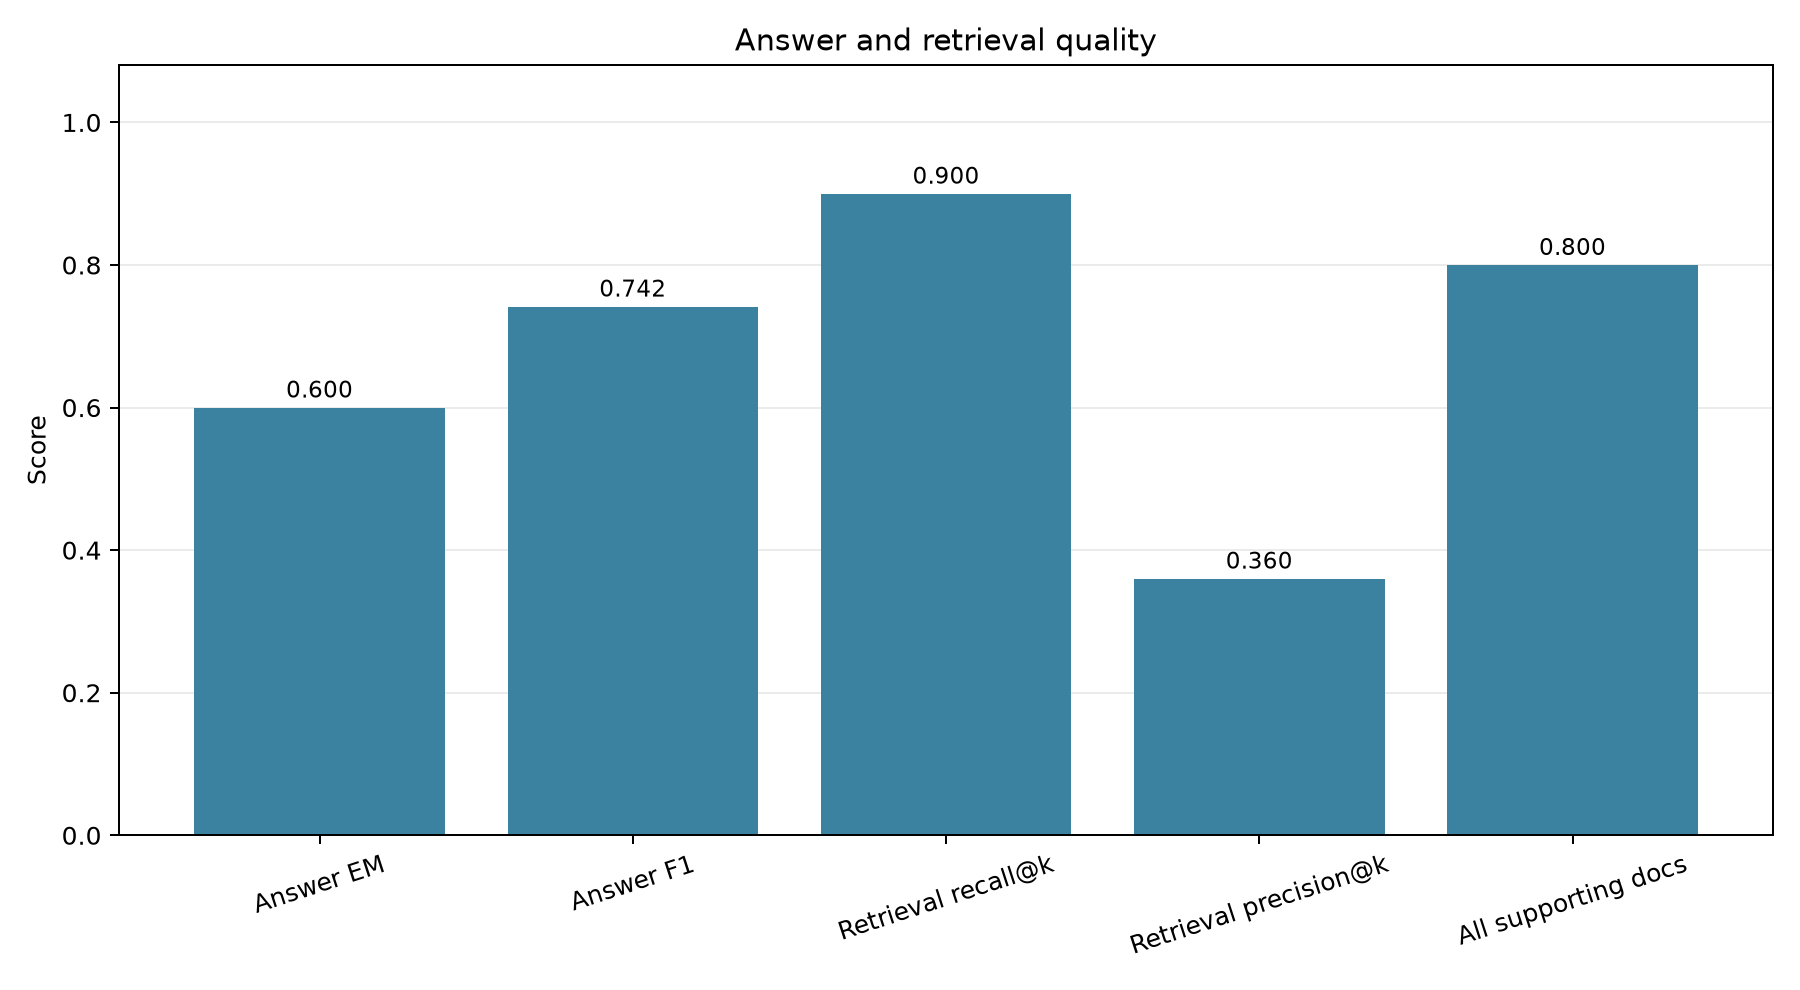 Answer and retrieval quality
Score
1.0
0.8
0.6
0.4
0.2
0.0
0.600
0.742
0.900
0.360
0.800
Answer EM
Answer F1
Retrieval recall@k
Retrieval precision@k
All supporting docs